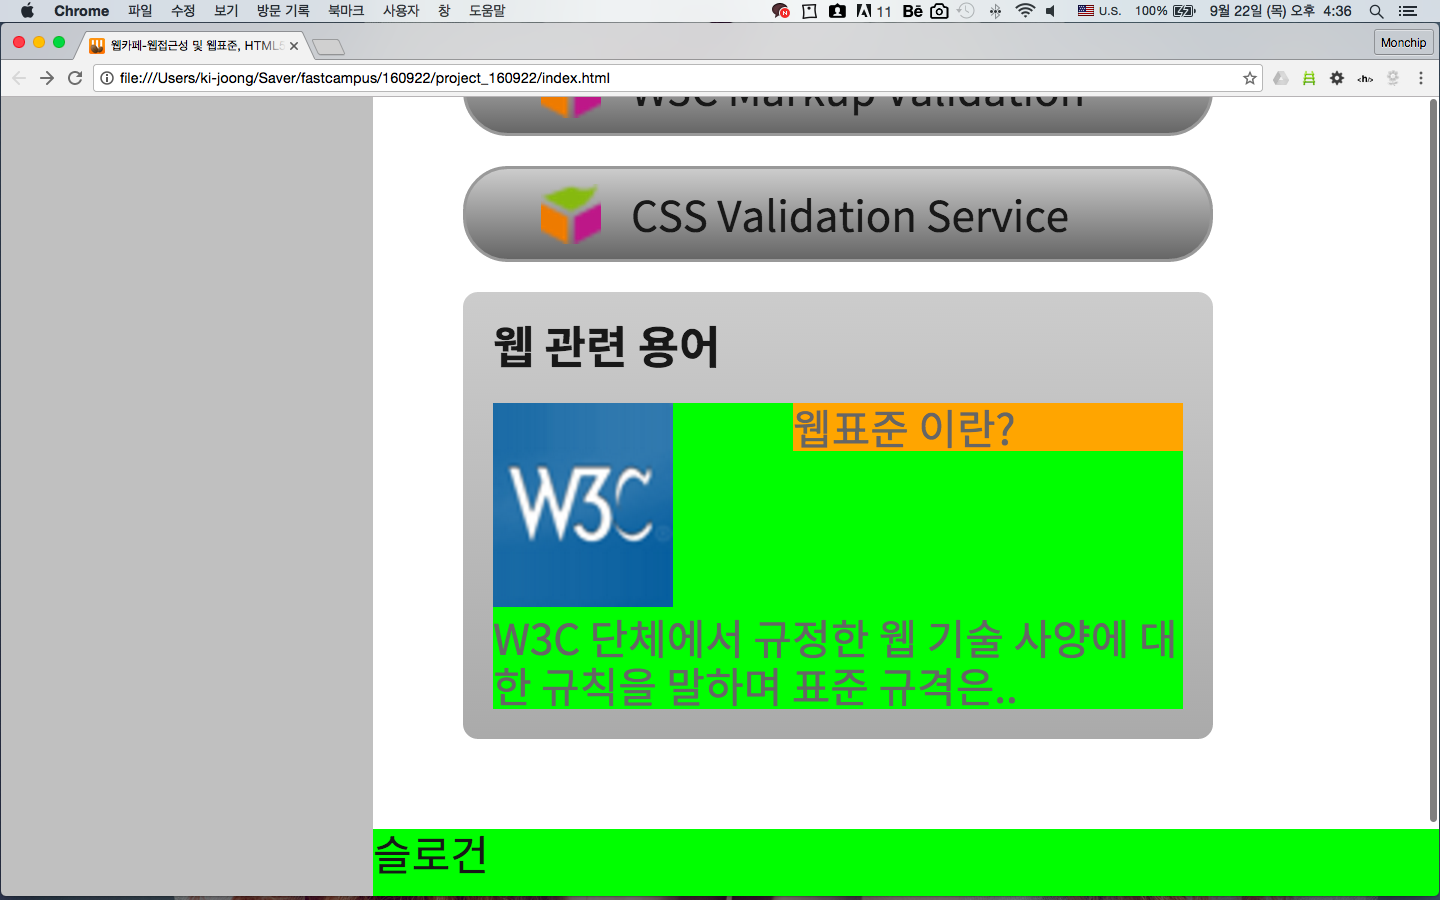 Chrome 파일 수정 보기 방문 기록 북마크 사용자 창 도움말 11 Bē U.S. 100% 9월 22일 (목) 오후 4:36
웹카페-웹접근성 및 웹표준, HTML5
Monchip
file:///Users/ki-joong/Saver/fastcampus/160922/project_160922/index.html
W3C Markup Validation
CSS Validation Service
웹 관련 용어
W3C
웹표준 이란?
W3C 단체에서 규정한 웹 기술 사양에 대
한 규칙을 말하며 표준 규격은..
슬로건